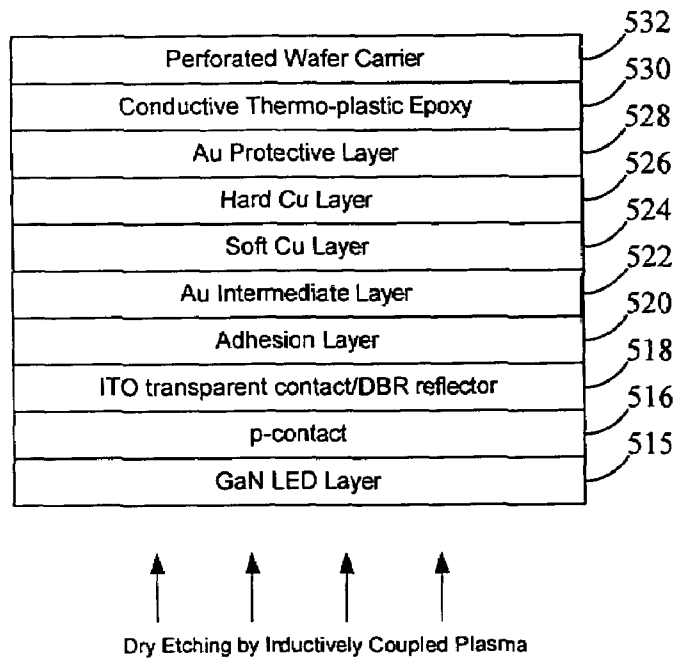 532
Perforated Wafer Carrier
530
Conductive Thermo-plastic Epoxy
528
Au Protective Layer
526
Hard Cu Layer
524
Soft Cu Layer
522
Au Intermediate Layer
520
Adhesion Layer
518
ITO transparent contact/DBR reflector
516
p-contact
515
GaN LED Layer
Dry Etching by Inductively Coupled Plasma